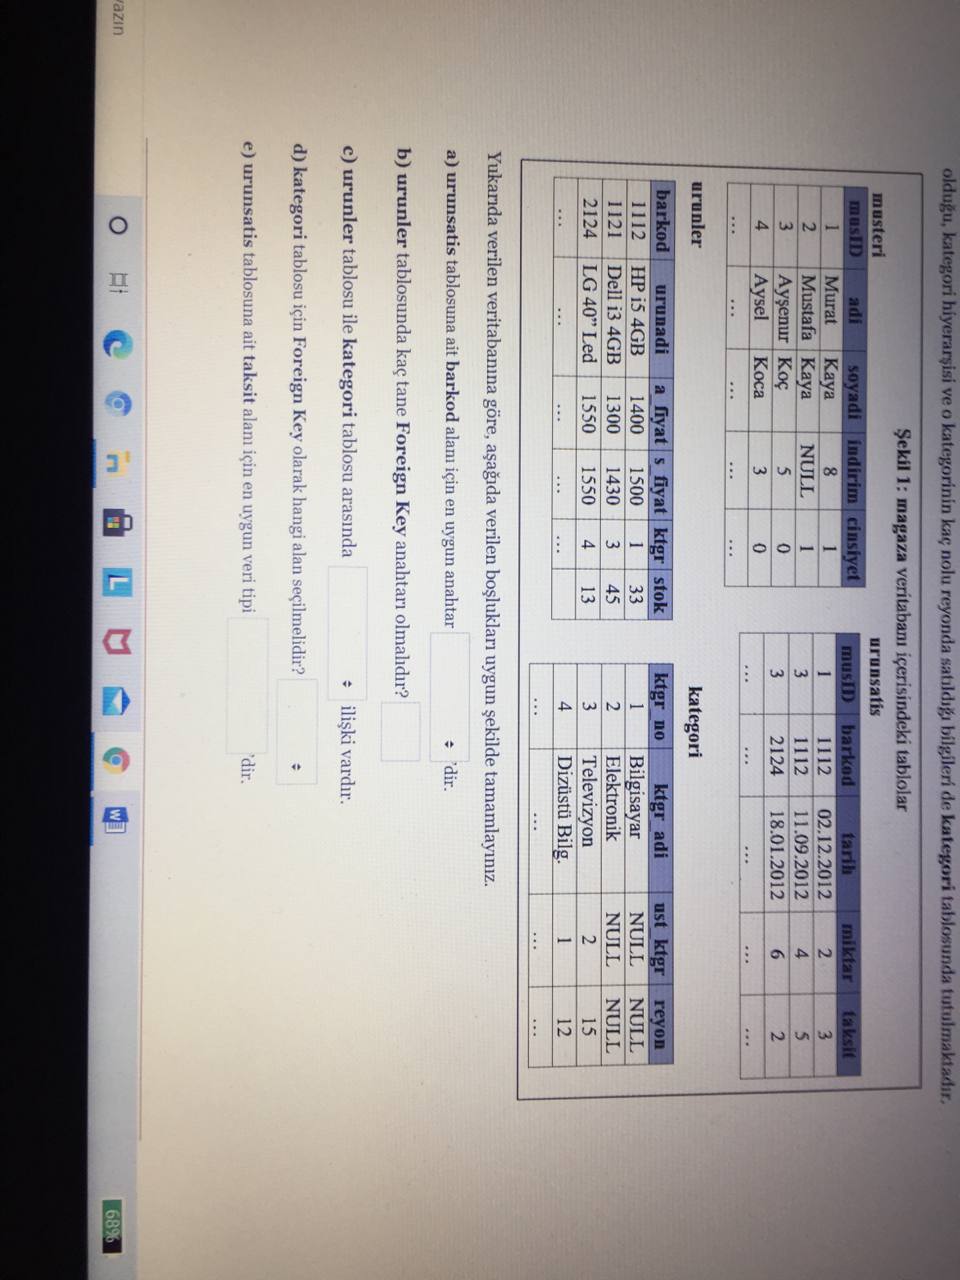 olduğu, kategori hiyerarşisi ve o kategorinin kaç nolu reyonda satıldığı bilgileri de kategori tablosunda tutulmaktadır.
Şekil 1: magaza veritabanı içerisindeki tablolar
musteri
musID adi soyadi indirim cinsiyet
1 Murat Kaya 8 1
2 Mustafa Kaya NULL 1
3 Ayşenur Koç 5 0
4 Aysel Koca 3 0
... ... ... ... ...
urunsatis
musID barkod tarih miktar taksit
1 1112 02.12.2012 2 3
3 1112 11.09.2012 4 5
3 2124 18.01.2012 6 2
... ... ... ... ...
urunler
barkod urunadi a_fiyat s_fiyat ktgr stok
1112 HP i5 4GB 1400 1500 1 33
1121 Dell i3 4GB 1300 1430 3 45
2124 LG 40” Led 1550 1550 4 13
... ... ... ... ...
kategori
ktgr_no ktgr_adi ust_ktgr reyon
1 Bilgisayar NULL NULL
2 Elektronik NULL NULL
3 Televizyon 2 15
4 Dizüstü Bilg. 1 12
... ... ... ...
Yukarıda verilen veritabanına göre, aşağıda verilen boşlukları uygun şekilde tamamlayınız.
a) urunsatis tablosuna ait barkod alanı için en uygun anahtar ’dir.
b) urunler tablosunda kaç tane Foreign Key anahtarı olmalıdır?
c) urunler tablosu ile kategori tablosu arasında ilişki vardır.
d) kategori tablosu için Foreign Key olarak hangi alan seçilmelidir?
e) urunsatis tablosuna ait taksit alanı için en uygun veri tipi ’dir.
yazın
L
W
68%